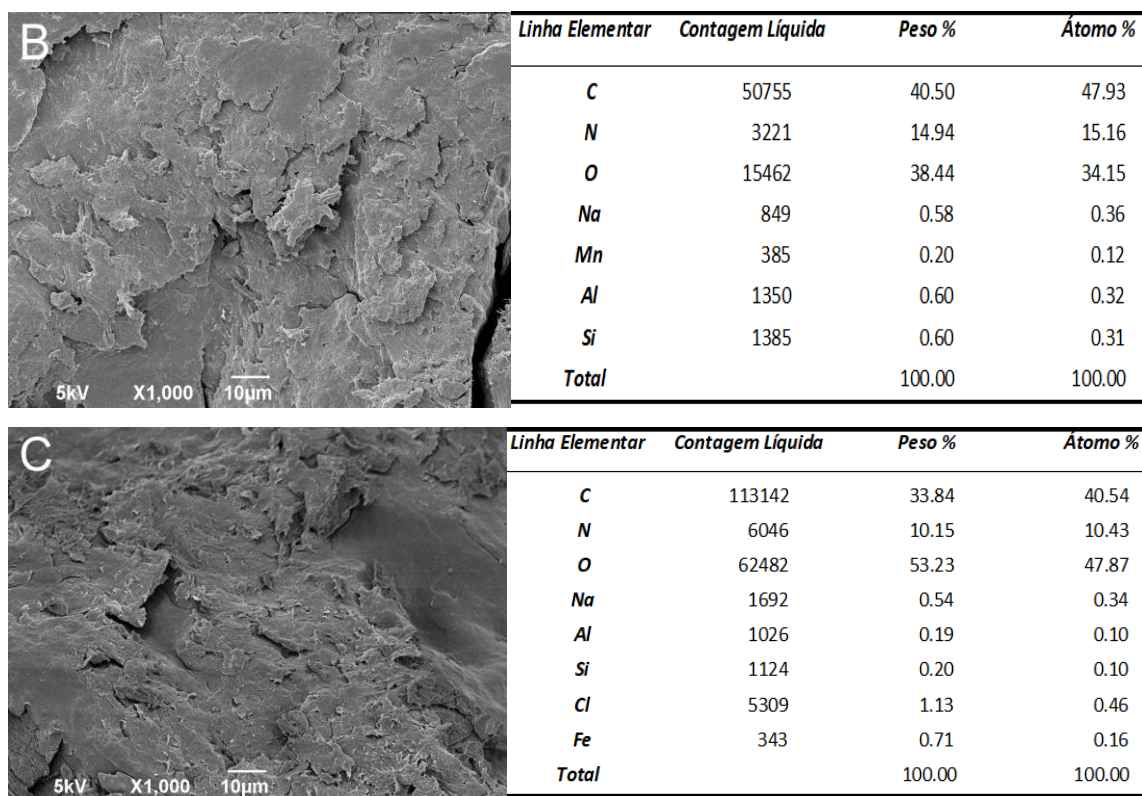 B
5kV X1,000 10µm
Linha Elementar Contagem Líquida Peso % Átomo %
C 50755 40.50 47.93
N 3221 14.94 15.16
O 15462 38.44 34.15
Na 849 0.58 0.36
Mn 385 0.20 0.12
Al 1350 0.60 0.32
Si 1385 0.60 0.31
Total 100.00 100.00
C
5kV X1,000 10µm
Linha Elementar Contagem Líquida Peso % Átomo %
C 113142 33.84 40.54
N 6046 10.15 10.43
O 62482 53.23 47.87
Na 1692 0.54 0.34
Al 1026 0.19 0.10
Si 1124 0.20 0.10
Cl 5309 1.13 0.46
Fe 343 0.71 0.16
Total 100.00 100.00